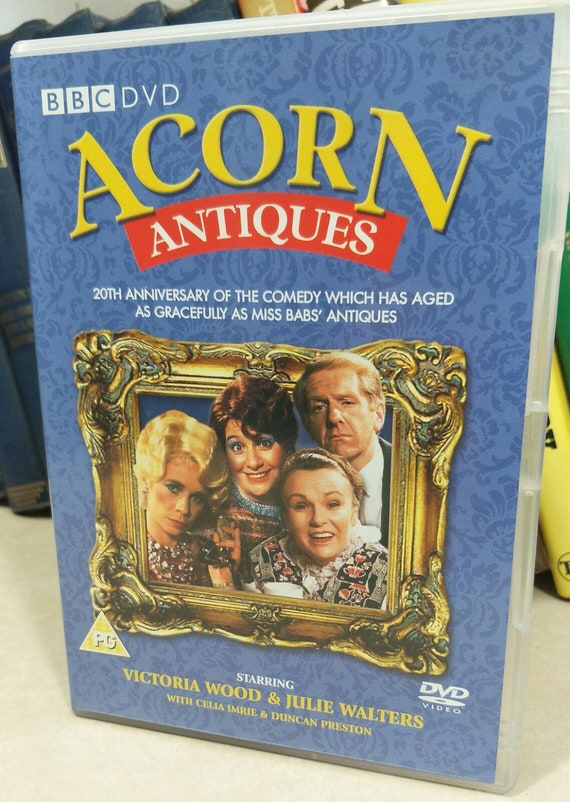 BBC DVD
ACORN
ANTIQUES
20TH ANNIVERSARY OF THE COMEDY WHICH HAS AGED
AS GRACEFULLY AS MISS BABS' ANTIQUES
PG
STARRING
VICTORIA WOOD & JULIE WALTERS
WITH CELIA IMRIE & DUNCAN PRESTON
DVD
VIDEO